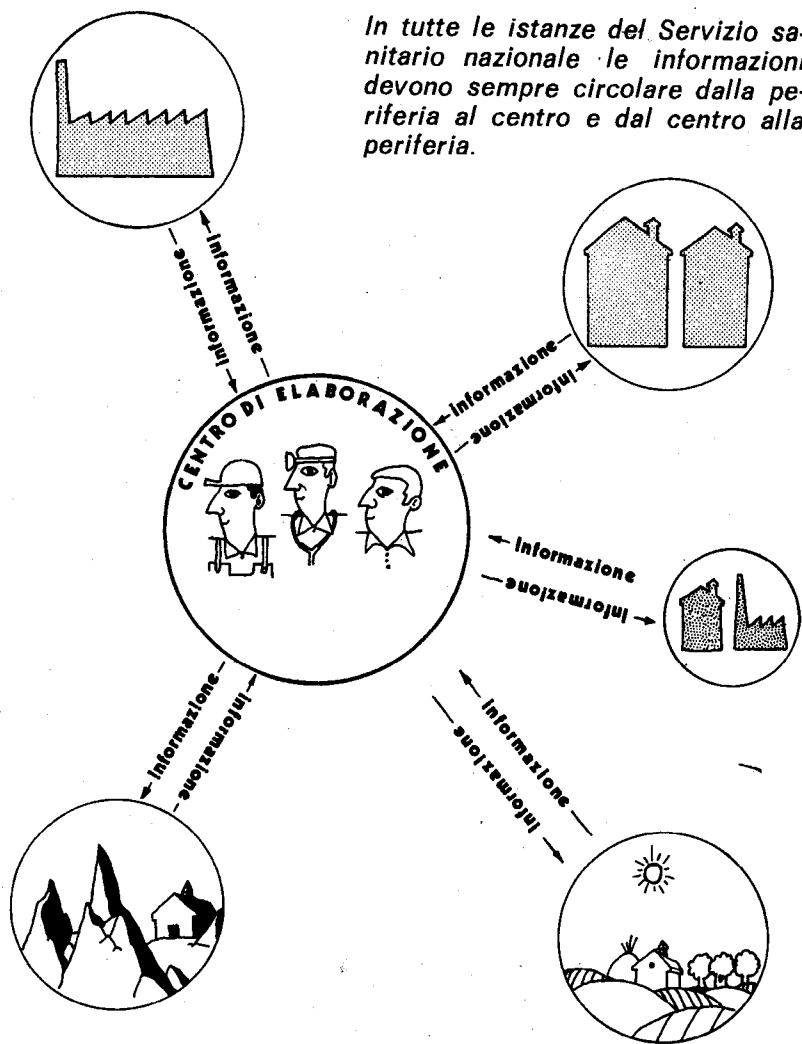 In tutte le istanze del Servizio sa-
nitario nazionale le informazioni
devono sempre circolare dalla pe-
riferia al centro e dal centro alla
periferia.
informazione
informazione
informazione
informazione
CENTRO DI ELABORAZIONE
informazione
informazione
informazione
informazione
informazione
informazione